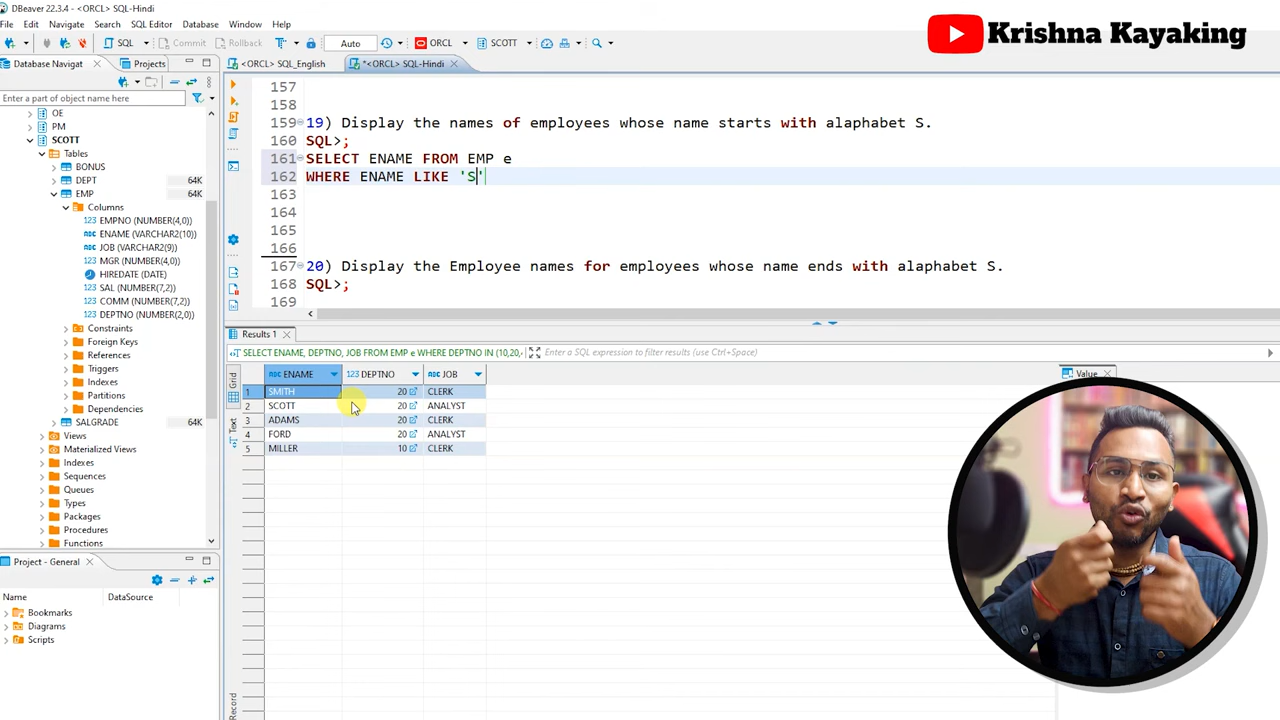 DBeaver 22.3.4 - <ORCL> SQL-Hindi
File Edit Navigate Search SQL Editor Database Window Help
SQL Commit Rollback Auto ORCL SCOTT
Krishna Kayaking
Database Navigat Projects
<ORCL> SQL_English *<ORCL> SQL-Hindi
Enter a part of object name here
OE
PM
SCOTT
Tables
BONUS
DEPT 64K
EMP 64K
Columns
EMPNO (NUMBER(4,0))
ENAME (VARCHAR2(10))
JOB (VARCHAR2(9))
MGR (NUMBER(4,0))
HIREDATE (DATE)
SAL (NUMBER(7,2))
COMM (NUMBER(7,2))
DEPTNO (NUMBER(2,0))
Constraints
Foreign Keys
References
Triggers
Indexes
Partitions
Dependencies
SALGRADE 64K
Views
Materialized Views
Indexes
Sequences
Queues
Types
Packages
Procedures
Functions
Project - General
Name DataSource
Bookmarks
Diagrams
Scripts
157
158
159 19) Display the names of employees whose name starts with alaphabet S.
160 SQL>;
161 SELECT ENAME FROM EMP e
162 WHERE ENAME LIKE 'S'
163
164
165
166
167 20) Display the Employee names for employees whose name ends with alaphabet S.
168 SQL>;
169
Results 1
SELECT ENAME, DEPTNO, JOB FROM EMP e WHERE DEPTNO IN (10,20, Enter a SQL expression to filter results (use Ctrl+Space)
Grid
Text
Record
ABC ENAME 123 DEPTNO ABC JOB
1 SMITH 20 CLERK
2 SCOTT 20 ANALYST
3 ADAMS 20 CLERK
4 FORD 20 ANALYST
5 MILLER 10 CLERK
Value